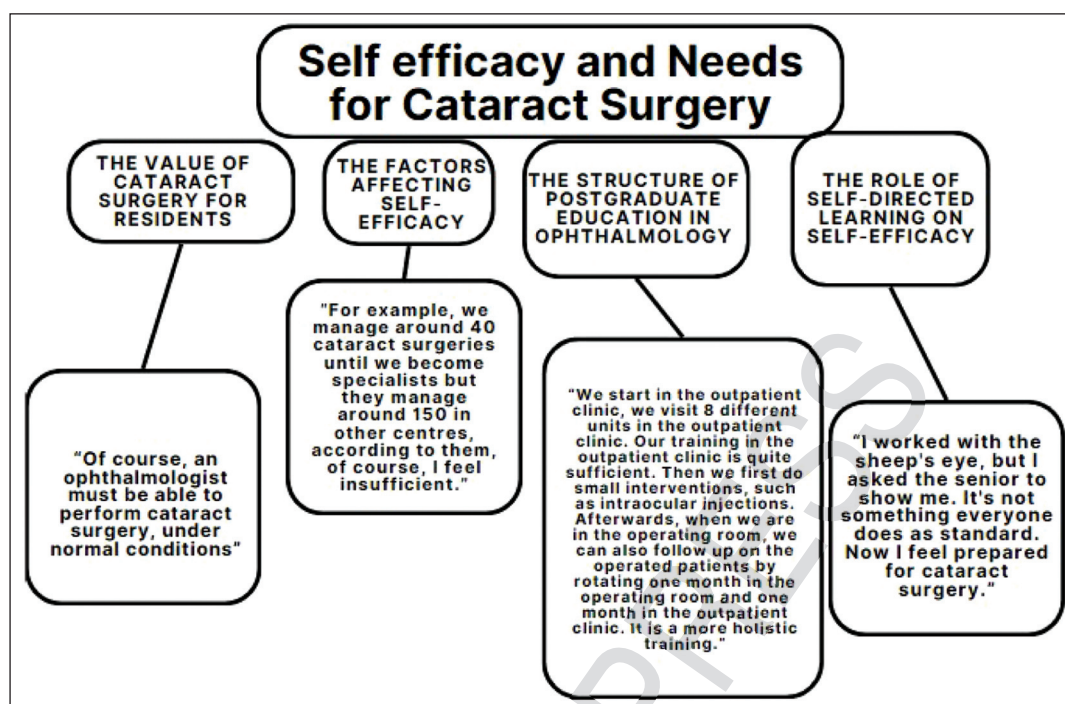 Self efficacy and Needs
for Cataract Surgery
THE VALUE OF
CATARACT
SURGERY FOR
RESIDENTS
THE FACTORS
AFFECTING
SELF-
EFFICACY
THE STRUCTURE OF
POSTGRADUATE
EDUCATION IN
OPHTHALMOLOGY
THE ROLE OF
SELF-DIRECTED
LEARNING ON
SELF-EFFICACY
"Of course, an
ophthalmologist
must be able to
perform cataract
surgery, under
normal conditions"
"For example, we
manage around 40
cataract surgeries
until we become
specialists but
they manage
around 150 in
other centres,
according to them,
of course, I feel
insufficient."
"We start in the outpatient
clinic, we visit 8 different
units in the outpatient
clinic. Our training in the
outpatient clinic is quite
sufficient. Then we first do
small interventions, such
as intraocular injections.
Afterwards, when we are
in the operating room, we
can also follow up on the
operated patients by
rotating one month in the
operating room and one
month in the outpatient
clinic. It is a more holistic
training."
"I worked with the
sheep's eye, but I
asked the senior to
show me. It's not
something everyone
does as standard.
Now I feel prepared
for cataract
surgery."